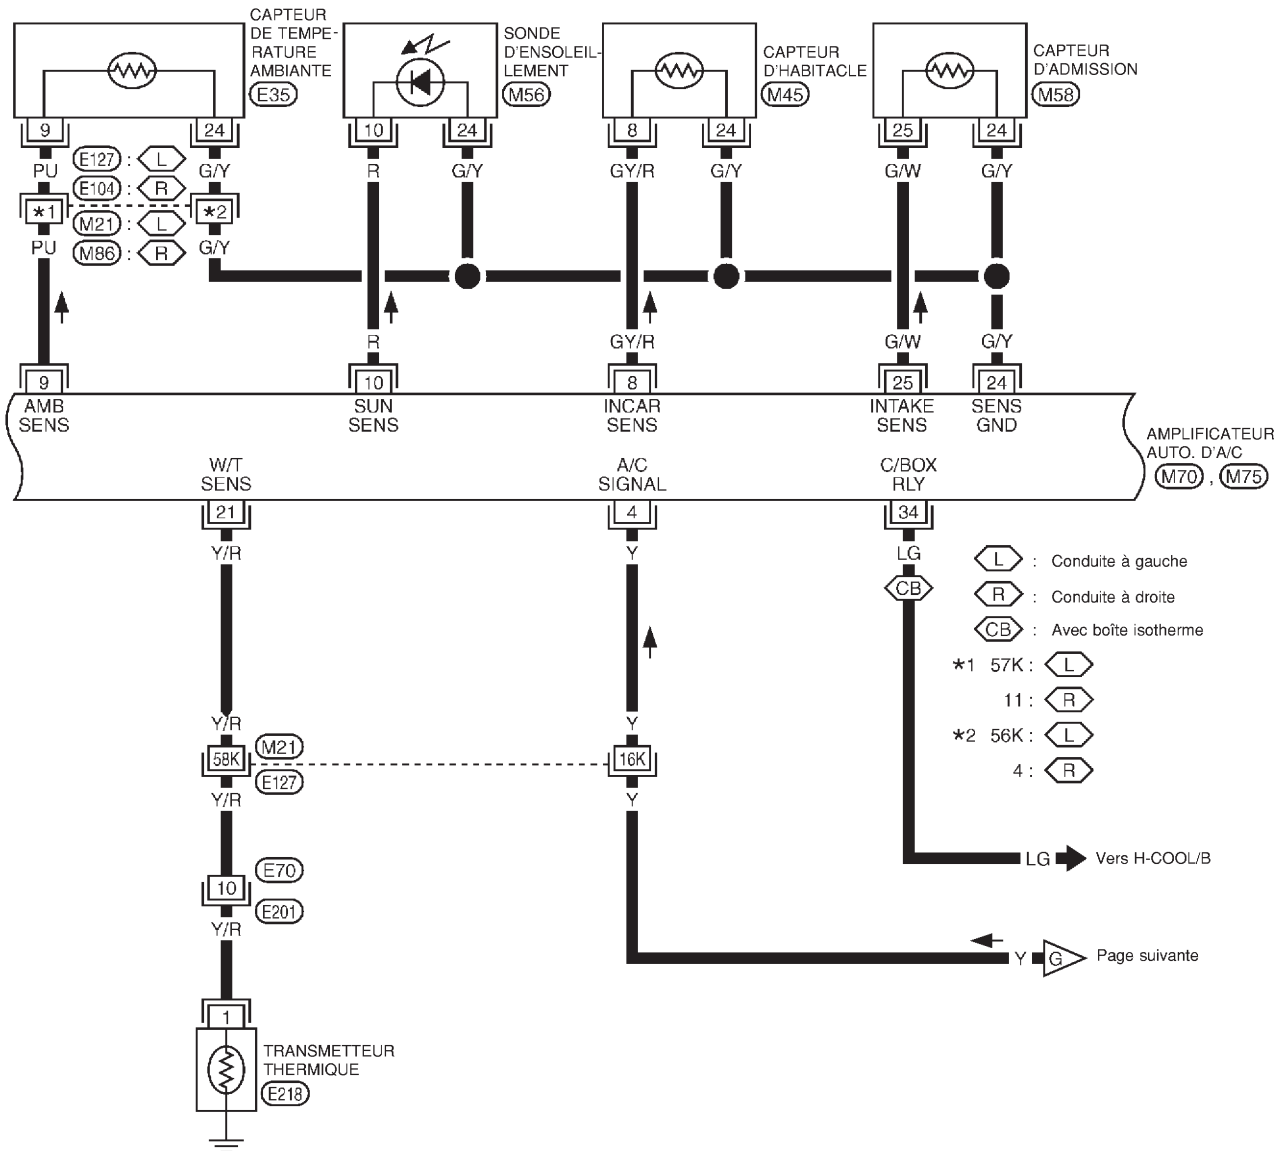 CAPTEUR
DE TEMPE-
RATURE
AMBIANTE
E35
SONDE
D'ENSOLEIL-
LEMENT
M56
CAPTEUR
D'HABITACLE
M45
CAPTEUR
D'ADMISSION
M58
9 24 10 24 8 24 25 24
PU E127 : L G/Y R G/Y GY/R G/Y G/W G/Y
E104 : R
*1 M21 : L *2
PU M86 : R G/Y
R GY/R G/W G/Y
9 10 8 25 24
AMB
SENS
SUN
SENS
INCAR
SENS
INTAKE
SENS
SENS
GND
AMPLIFICATEUR
AUTO. D'A/C
M70 , M75
W/T
SENS
A/C
SIGNAL
C/BOX
RLY
21 4 34
Y/R Y LG
CB
L : Conduite à gauche
R : Conduite à droite
CB : Avec boîte isotherme
*1 57K : L
11 : R
*2 56K : L
4 : R
Y/R Y
58K M21 16K
E127
Y/R Y
LG Vers H-COOL/B
E70
10
E201
Y/R
Y G Page suivante
1
TRANSMETTEUR
THERMIQUE
E218